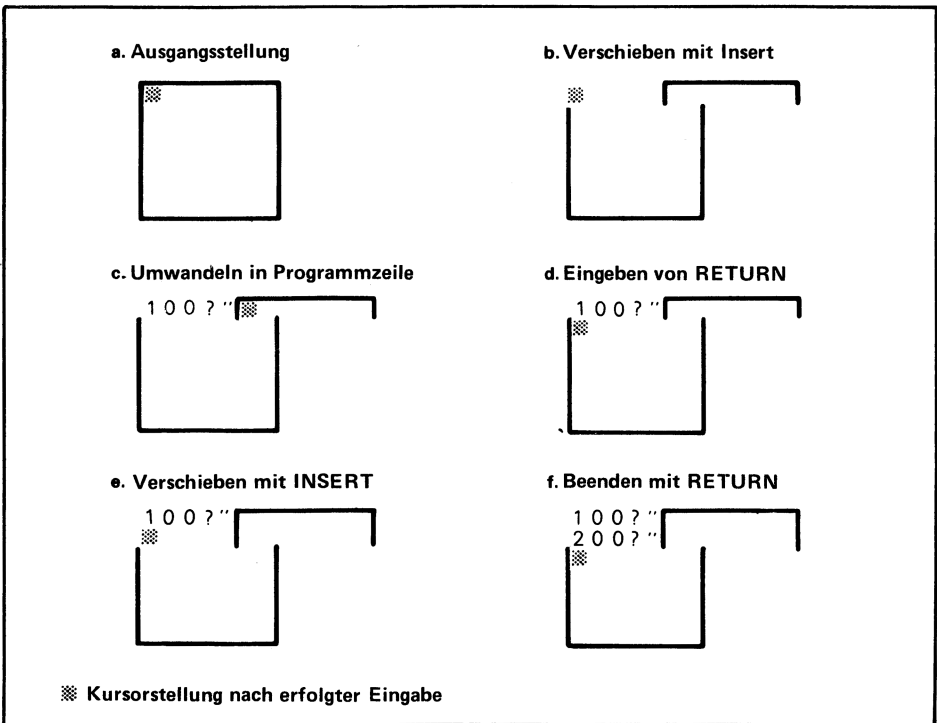 a. Ausgangsstellung
b. Verschieben mit Insert
c. Umwandeln in Programmzeile
100?"
d. Eingeben von RETURN
100?"
e. Verschieben mit INSERT
100?"
f. Beenden mit RETURN
100?"
200?"
Kursorstellung nach erfolgter Eingabe